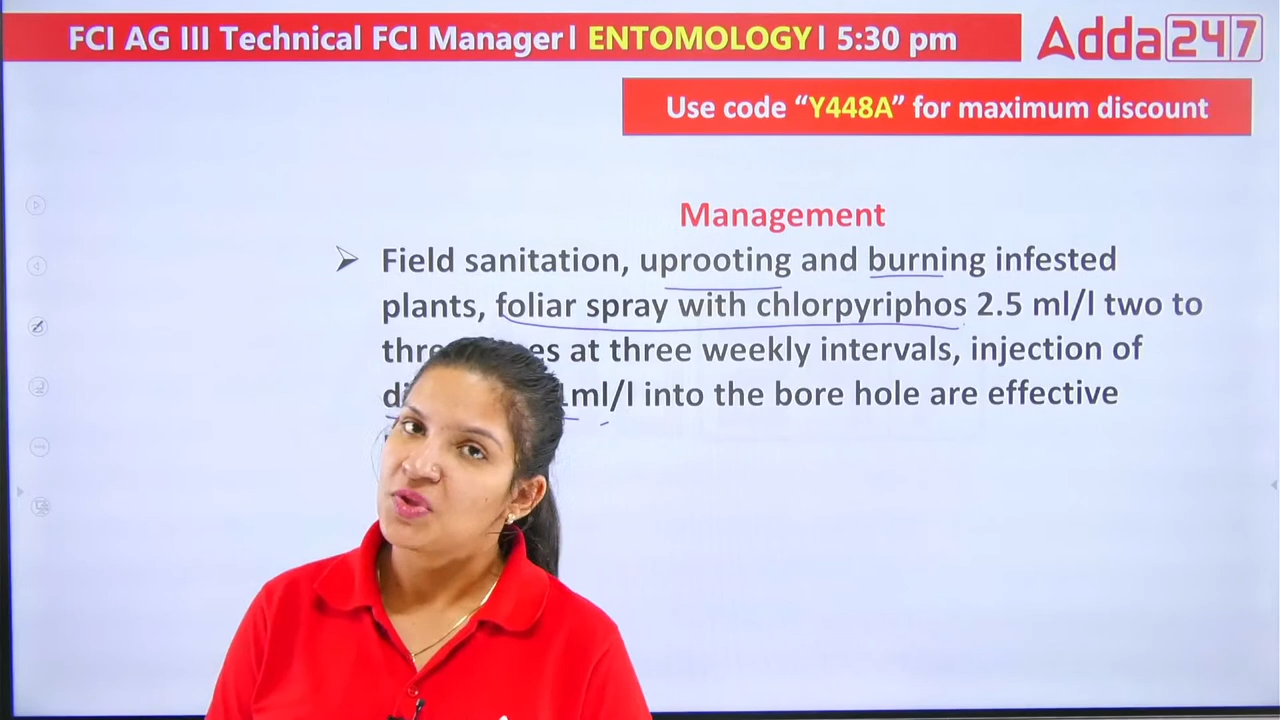 FCI AG III Technical FCI Manager| ENTOMOLOGY| 5:30 pm
Adda247
Use code “Y448A” for maximum discount
Management
➢ Field sanitation, uprooting and burning infested
plants, foliar spray with chlorpyriphos 2.5 ml/l two to
at three weekly intervals, injection of
1ml/l into the bore hole are effective